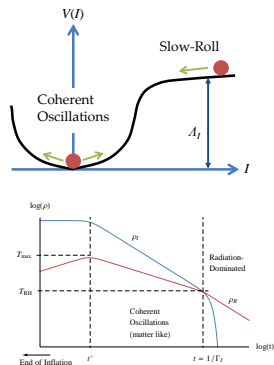 V(I)
Slow-Roll
Coherent
Oscillations
Λ_I
I
log(ρ)
ρ_I
T_max
Radiation-
Dominated
T_RH
ρ_R
Coherent
Oscillations
(matter like)
log(t)
End of Inflation
t*
t = 1/Γ_I